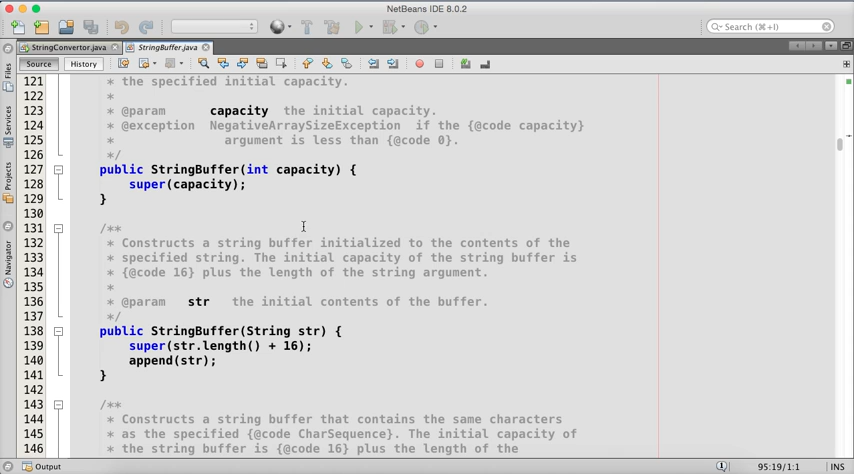 NetBeans IDE 8.0.2
Search (⌘+I)
StringConvertor.java
StringBuffer.java
Source
History
Files
Services
Projects
Navigator
121 * the specified initial capacity.
122 *
123 * @param capacity the initial capacity.
124 * @exception NegativeArraySizeException if the {@code capacity}
125 * argument is less than {@code 0}.
126 */
127 public StringBuffer(int capacity) {
128 super(capacity);
129 }
130
131 /**
132 * Constructs a string buffer initialized to the contents of the
133 * specified string. The initial capacity of the string buffer is
134 * {@code 16} plus the length of the string argument.
135 *
136 * @param str the initial contents of the buffer.
137 */
138 public StringBuffer(String str) {
139 super(str.length() + 16);
140 append(str);
141 }
142
143 /**
144 * Constructs a string buffer that contains the same characters
145 * as the specified {@code CharSequence}. The initial capacity of
146 * the string buffer is {@code 16} plus the length of the
Output
95:19/1:1
INS